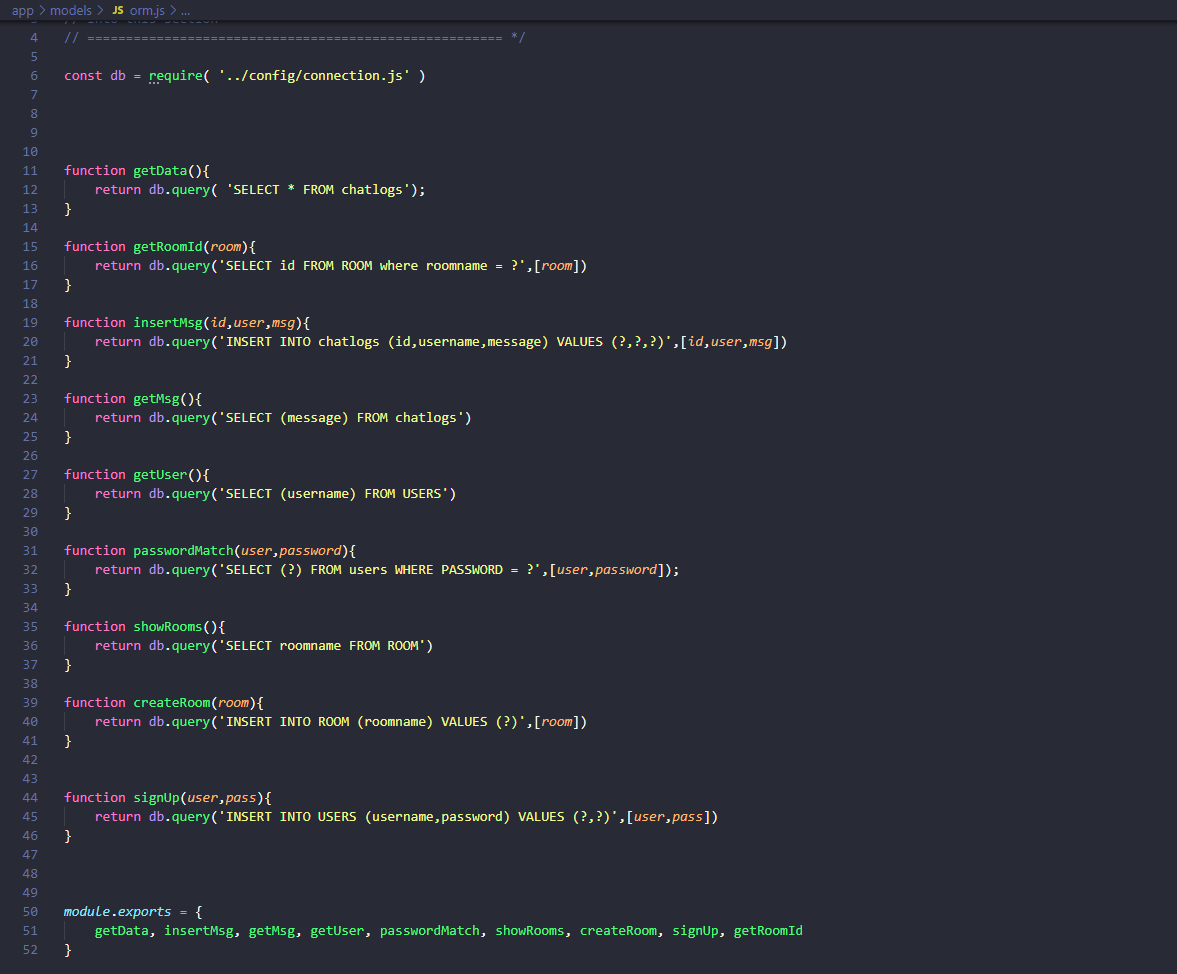 app > models > JS orm.js > ...
3 // into this section
4 // ====================================================== */
5
6 const db = require( '../config/connection.js' )
7
8
9
10
11 function getData(){
12     return db.query( 'SELECT * FROM chatlogs');
13 }
14
15 function getRoomId(room){
16     return db.query('SELECT id FROM ROOM where roomname = ?',[room])
17 }
18
19 function insertMsg(id,user,msg){
20     return db.query('INSERT INTO chatlogs (id,username,message) VALUES (?,?,?)',[id,user,msg])
21 }
22
23 function getMsg(){
24     return db.query('SELECT (message) FROM chatlogs')
25 }
26
27 function getUser(){
28     return db.query('SELECT (username) FROM USERS')
29 }
30
31 function passwordMatch(user,password){
32     return db.query('SELECT (?) FROM users WHERE PASSWORD = ?',[user,password]);
33 }
34
35 function showRooms(){
36     return db.query('SELECT roomname FROM ROOM')
37 }
38
39 function createRoom(room){
40     return db.query('INSERT INTO ROOM (roomname) VALUES (?)',[room])
41 }
42
43
44 function signUp(user,pass){
45     return db.query('INSERT INTO USERS (username,password) VALUES (?,?)',[user,pass])
46 }
47
48
49
50 module.exports = {
51     getData, insertMsg, getMsg, getUser, passwordMatch, showRooms, createRoom, signUp, getRoomId
52 }